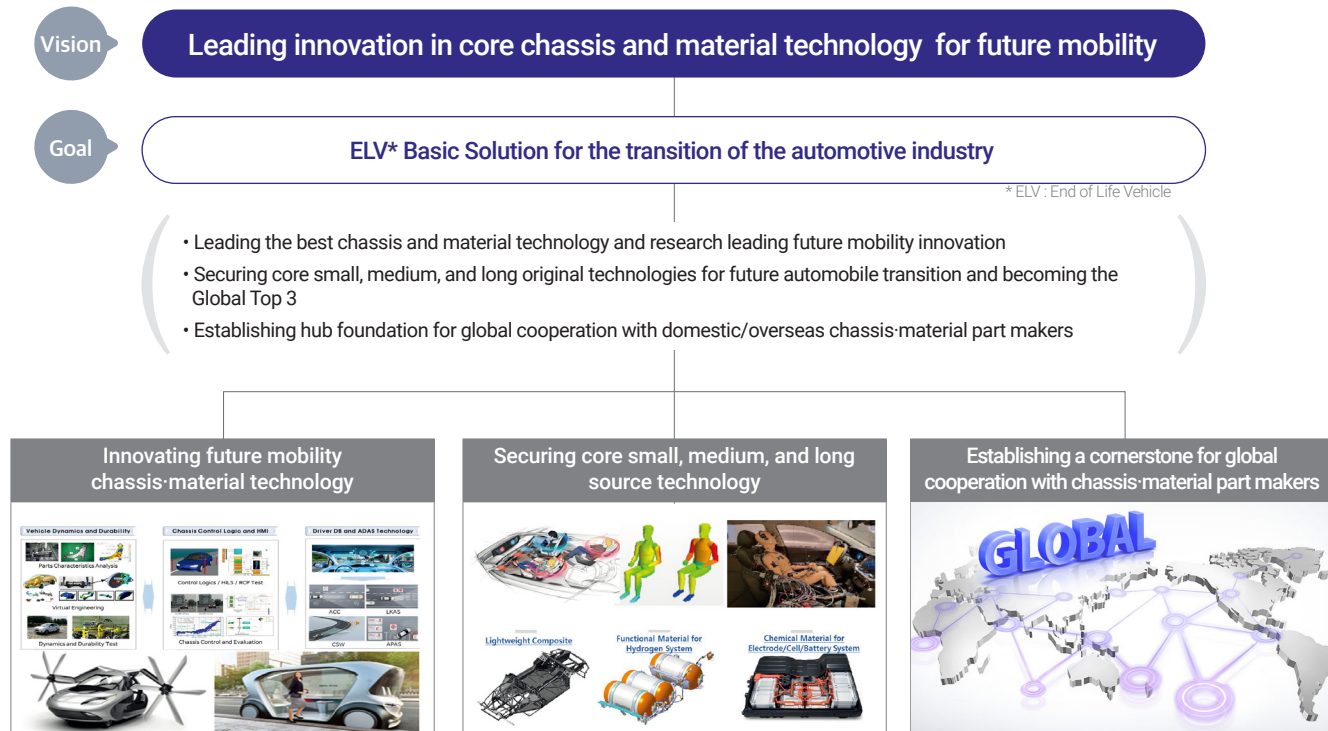 Vision
Leading innovation in core chassis and material technology for future mobility
Goal
ELV* Basic Solution for the transition of the automotive industry
* ELV : End of Life Vehicle
• Leading the best chassis and material technology and research leading future mobility innovation
• Securing core small, medium, and long original technologies for future automobile transition and becoming the
Global Top 3
• Establishing hub foundation for global cooperation with domestic/overseas chassis·material part makers
Innovating future mobility
chassis·material technology
Vehicle Dynamics and Durability
Parts Characteristics Analysis
Virtual Engineering
Dynamics and Durability Test
Chassis Control Logic and HMI
Control Logics / HILS / RCP Test
Chassis Control and Evaluation
Driver DB and ADAS Technology
ACC
LKAS
CSW
APAS
Securing core small, medium, and long
source technology
Lightweight Composite
Functional Material for
Hydrogen System
Chemical Material for
Electrode/Cell/Battery System
Establishing a cornerstone for global
cooperation with chassis·material part makers
GLOBAL